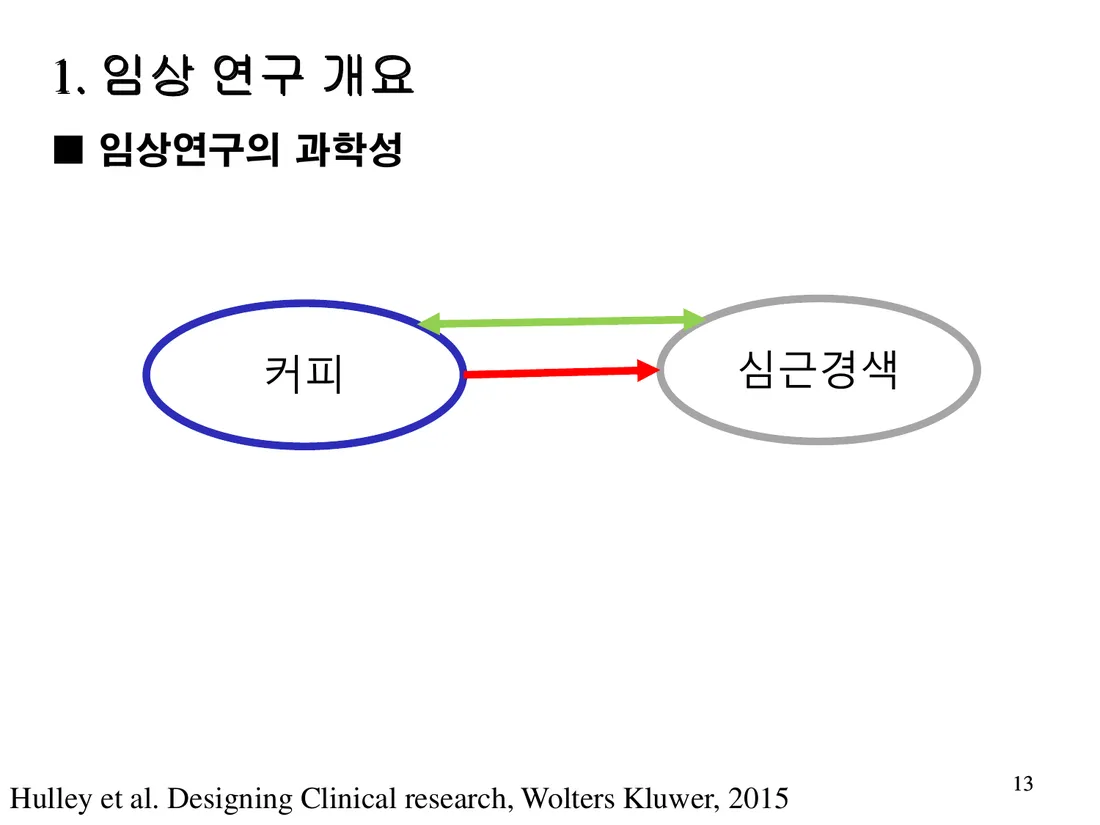 1. 임상 연구 개요
■ 임상연구의 과학성
커피
심근경색
Hulley et al. Designing Clinical research, Wolters Kluwer, 2015
13